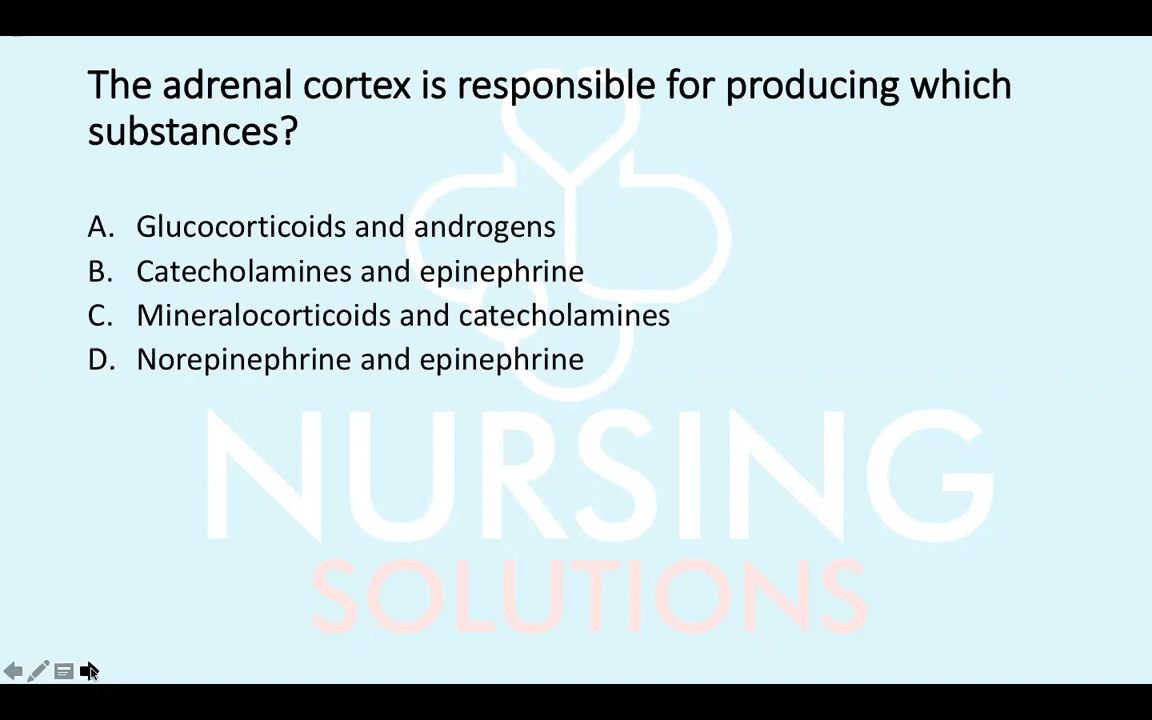 The adrenal cortex is responsible for producing which
substances?
A. Glucocorticoids and androgens
B. Catecholamines and epinephrine
C. Mineralocorticoids and catecholamines
D. Norepinephrine and epinephrine
NURSING
SOLUTIONS